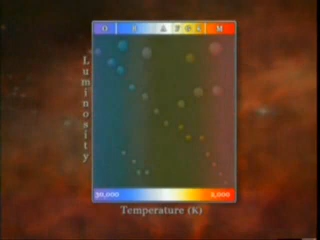 O B A F G K M
Luminosity
30,000 3,000
Temperature (K)